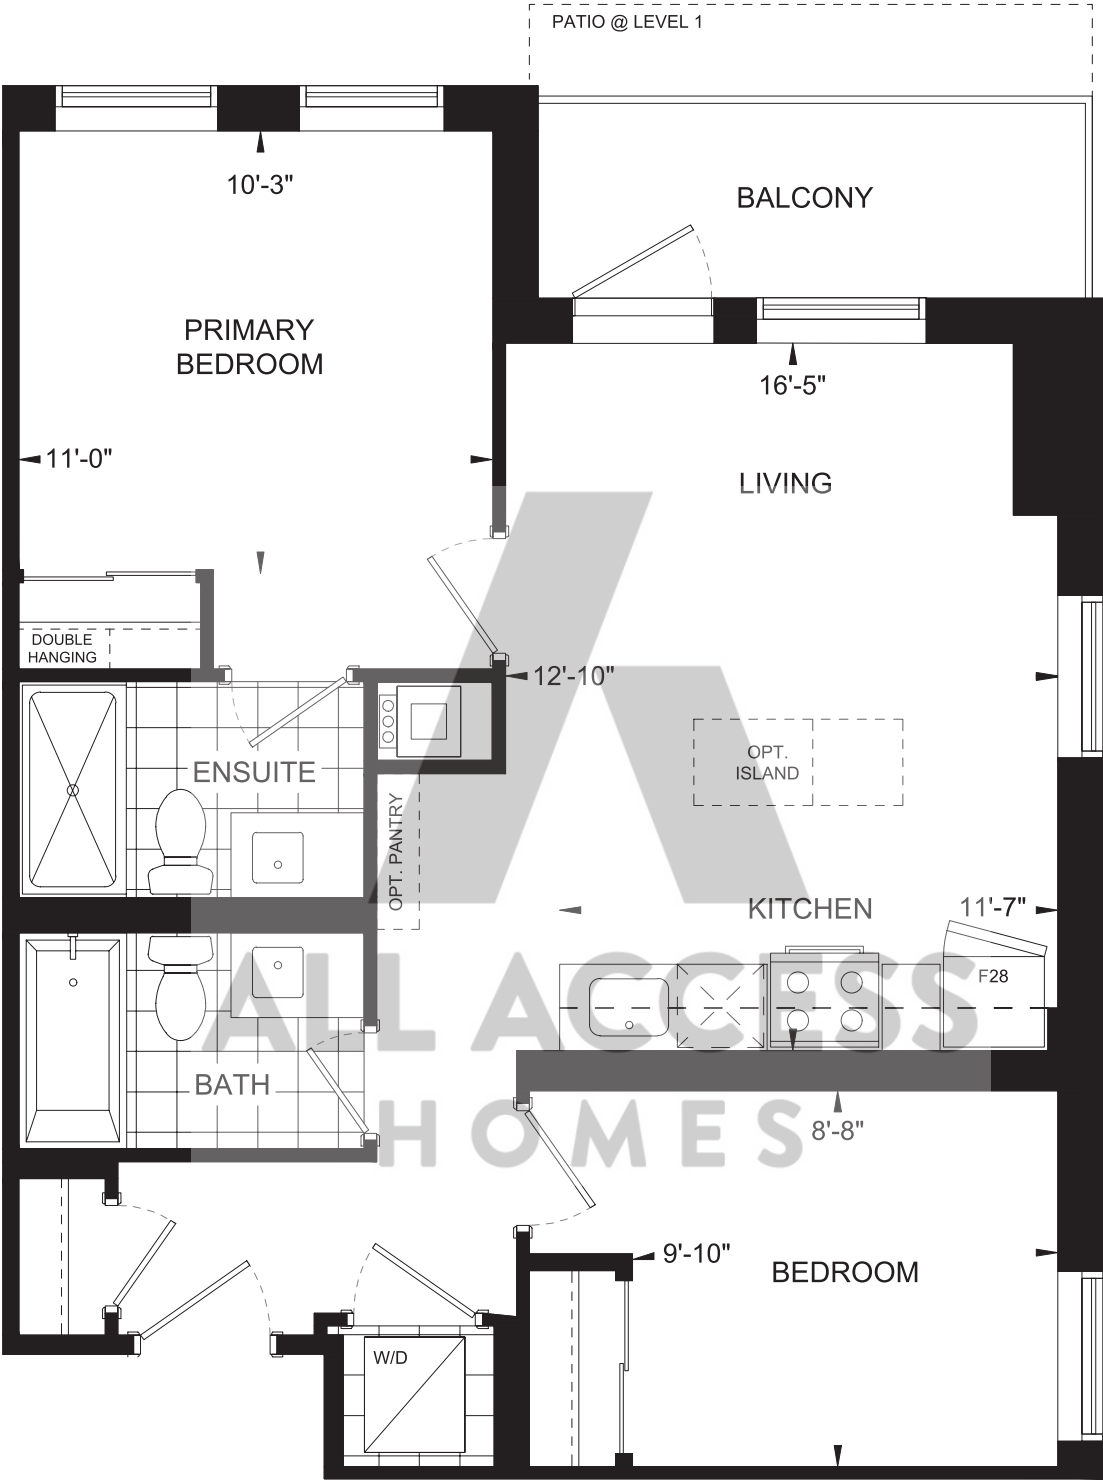 PATIO @ LEVEL 1
10'-3"
BALCONY
PRIMARY
BEDROOM
16'-5"
11'-0"
LIVING
DOUBLE
HANGING
12'-10"
OPT.
ISLAND
ENSUITE
OPT. PANTRY
KITCHEN
11'-7"
F28
ALL ACCESS
HOMES
BATH
8'-8"
9'-10"
BEDROOM
W/D